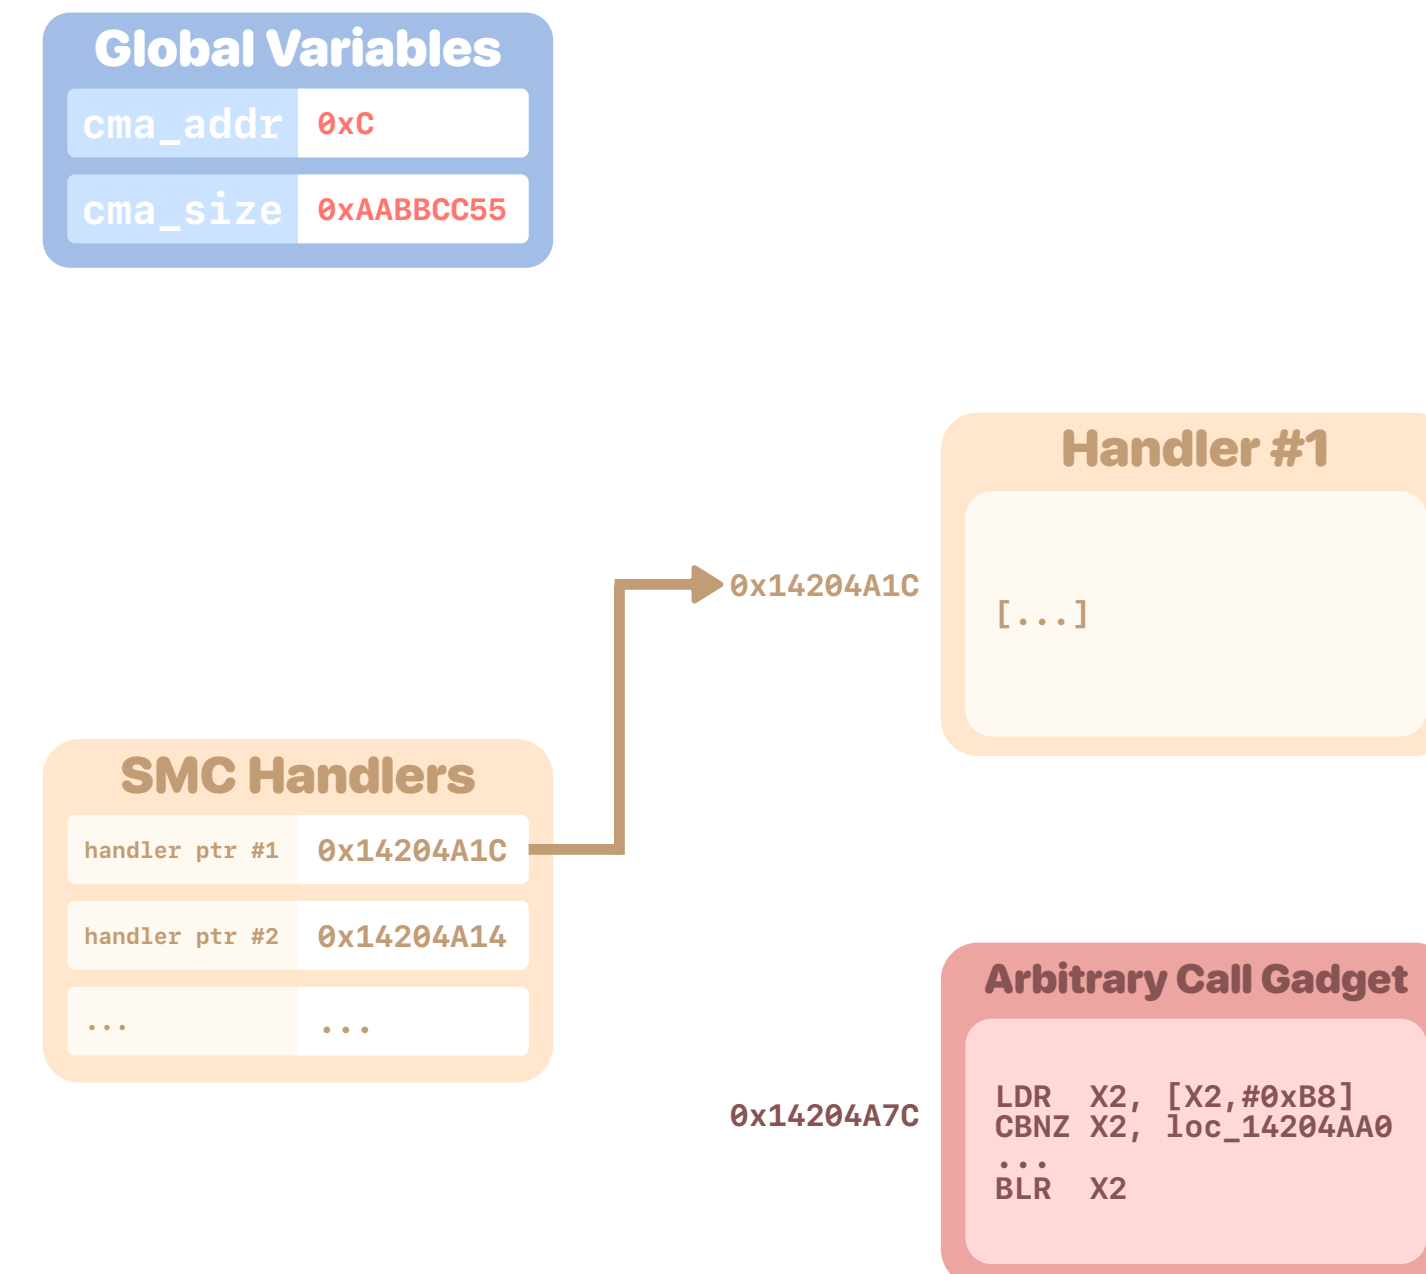 Global Variables
cma_addr 0xC
cma_size 0xAABBCC55
Handler #1
0x14204A1C
[...]
SMC Handlers
handler ptr #1 0x14204A1C
handler ptr #2 0x14204A14
... ...
Arbitrary Call Gadget
0x14204A7C
LDR X2, [X2,#0xB8]
CBNZ X2, loc_14204AA0
...
BLR X2